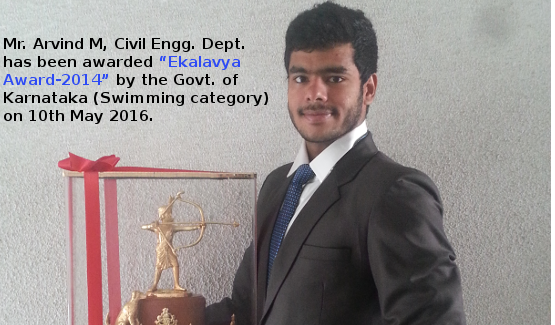 Mr. Arvind M, Civil Engg. Dept.
has been awarded “Ekalavya
Award-2014” by the Govt. of
Karnataka (Swimming category)
on 10th May 2016.